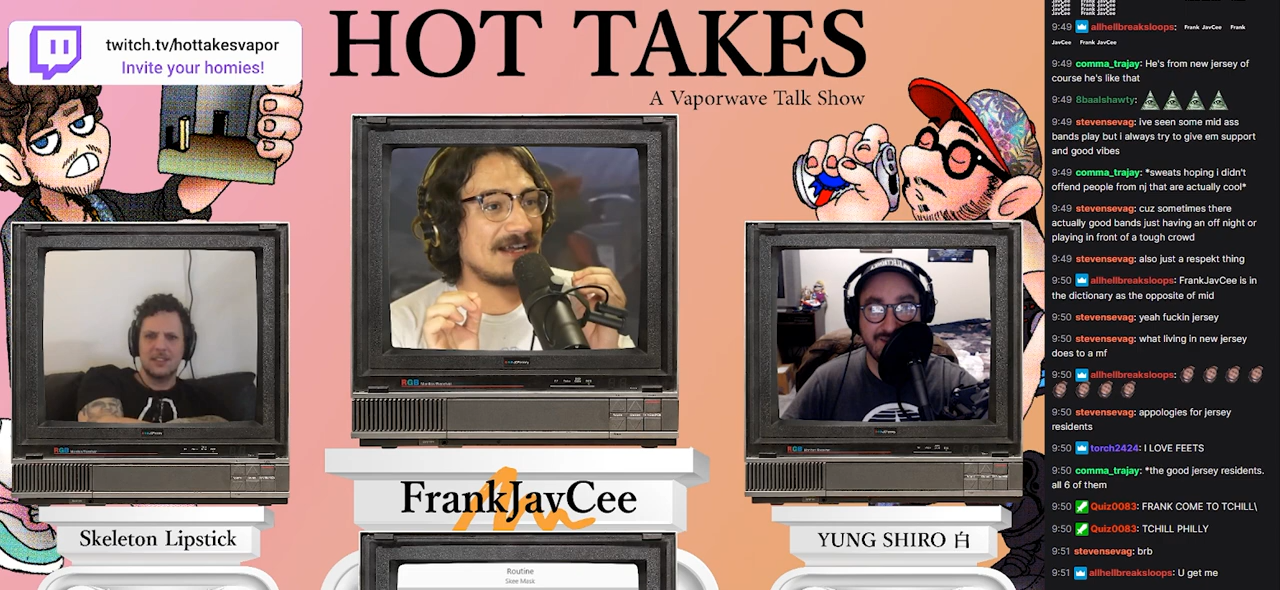 twitch.tv/hottakesvapor
Invite your homies!
HOT TAKES
A Vaporwave Talk Show
RGB
RGB
RGB
Skeleton Lipstick
FrankJavCee
YUNG SHIRO 白
Routine
Skee Mask
JavCee Frank JavCee
9:49 allhellbreaksloops: Frank JavCee Frank
JavCee Frank JavCee
9:49 comma_trajay: He's from new jersey of
course he's like that
9:49 8baalshawty:
9:49 stevensevag: ive seen some mid ass
bands play but i always try to give em support
and good vibes
9:49 comma_trajay: *sweats hoping i didn't
offend people from nj that are actually cool*
9:49 stevensevag: cuz sometimes there
actually good bands just having an off night or
playing in front of a tough crowd
9:49 stevensevag: also just a respekt thing
9:50 allhellbreaksloops: FrankJavCee is in
the dictionary as the opposite of mid
9:50 stevensevag: yeah fuckin jersey
9:50 stevensevag: what living in new jersey
does to a mf
9:50 allhellbreaksloops:
9:50 stevensevag: appologies for jersey
residents
9:50 torch2424: I LOVE FEETS
9:50 comma_trajay: *the good jersey residents.
all 6 of them
9:50 Quiz0083: FRANK COME TO TCHILL\
9:50 Quiz0083: TCHILL PHILLY
9:51 stevensevag: brb
9:51 allhellbreaksloops: U get me